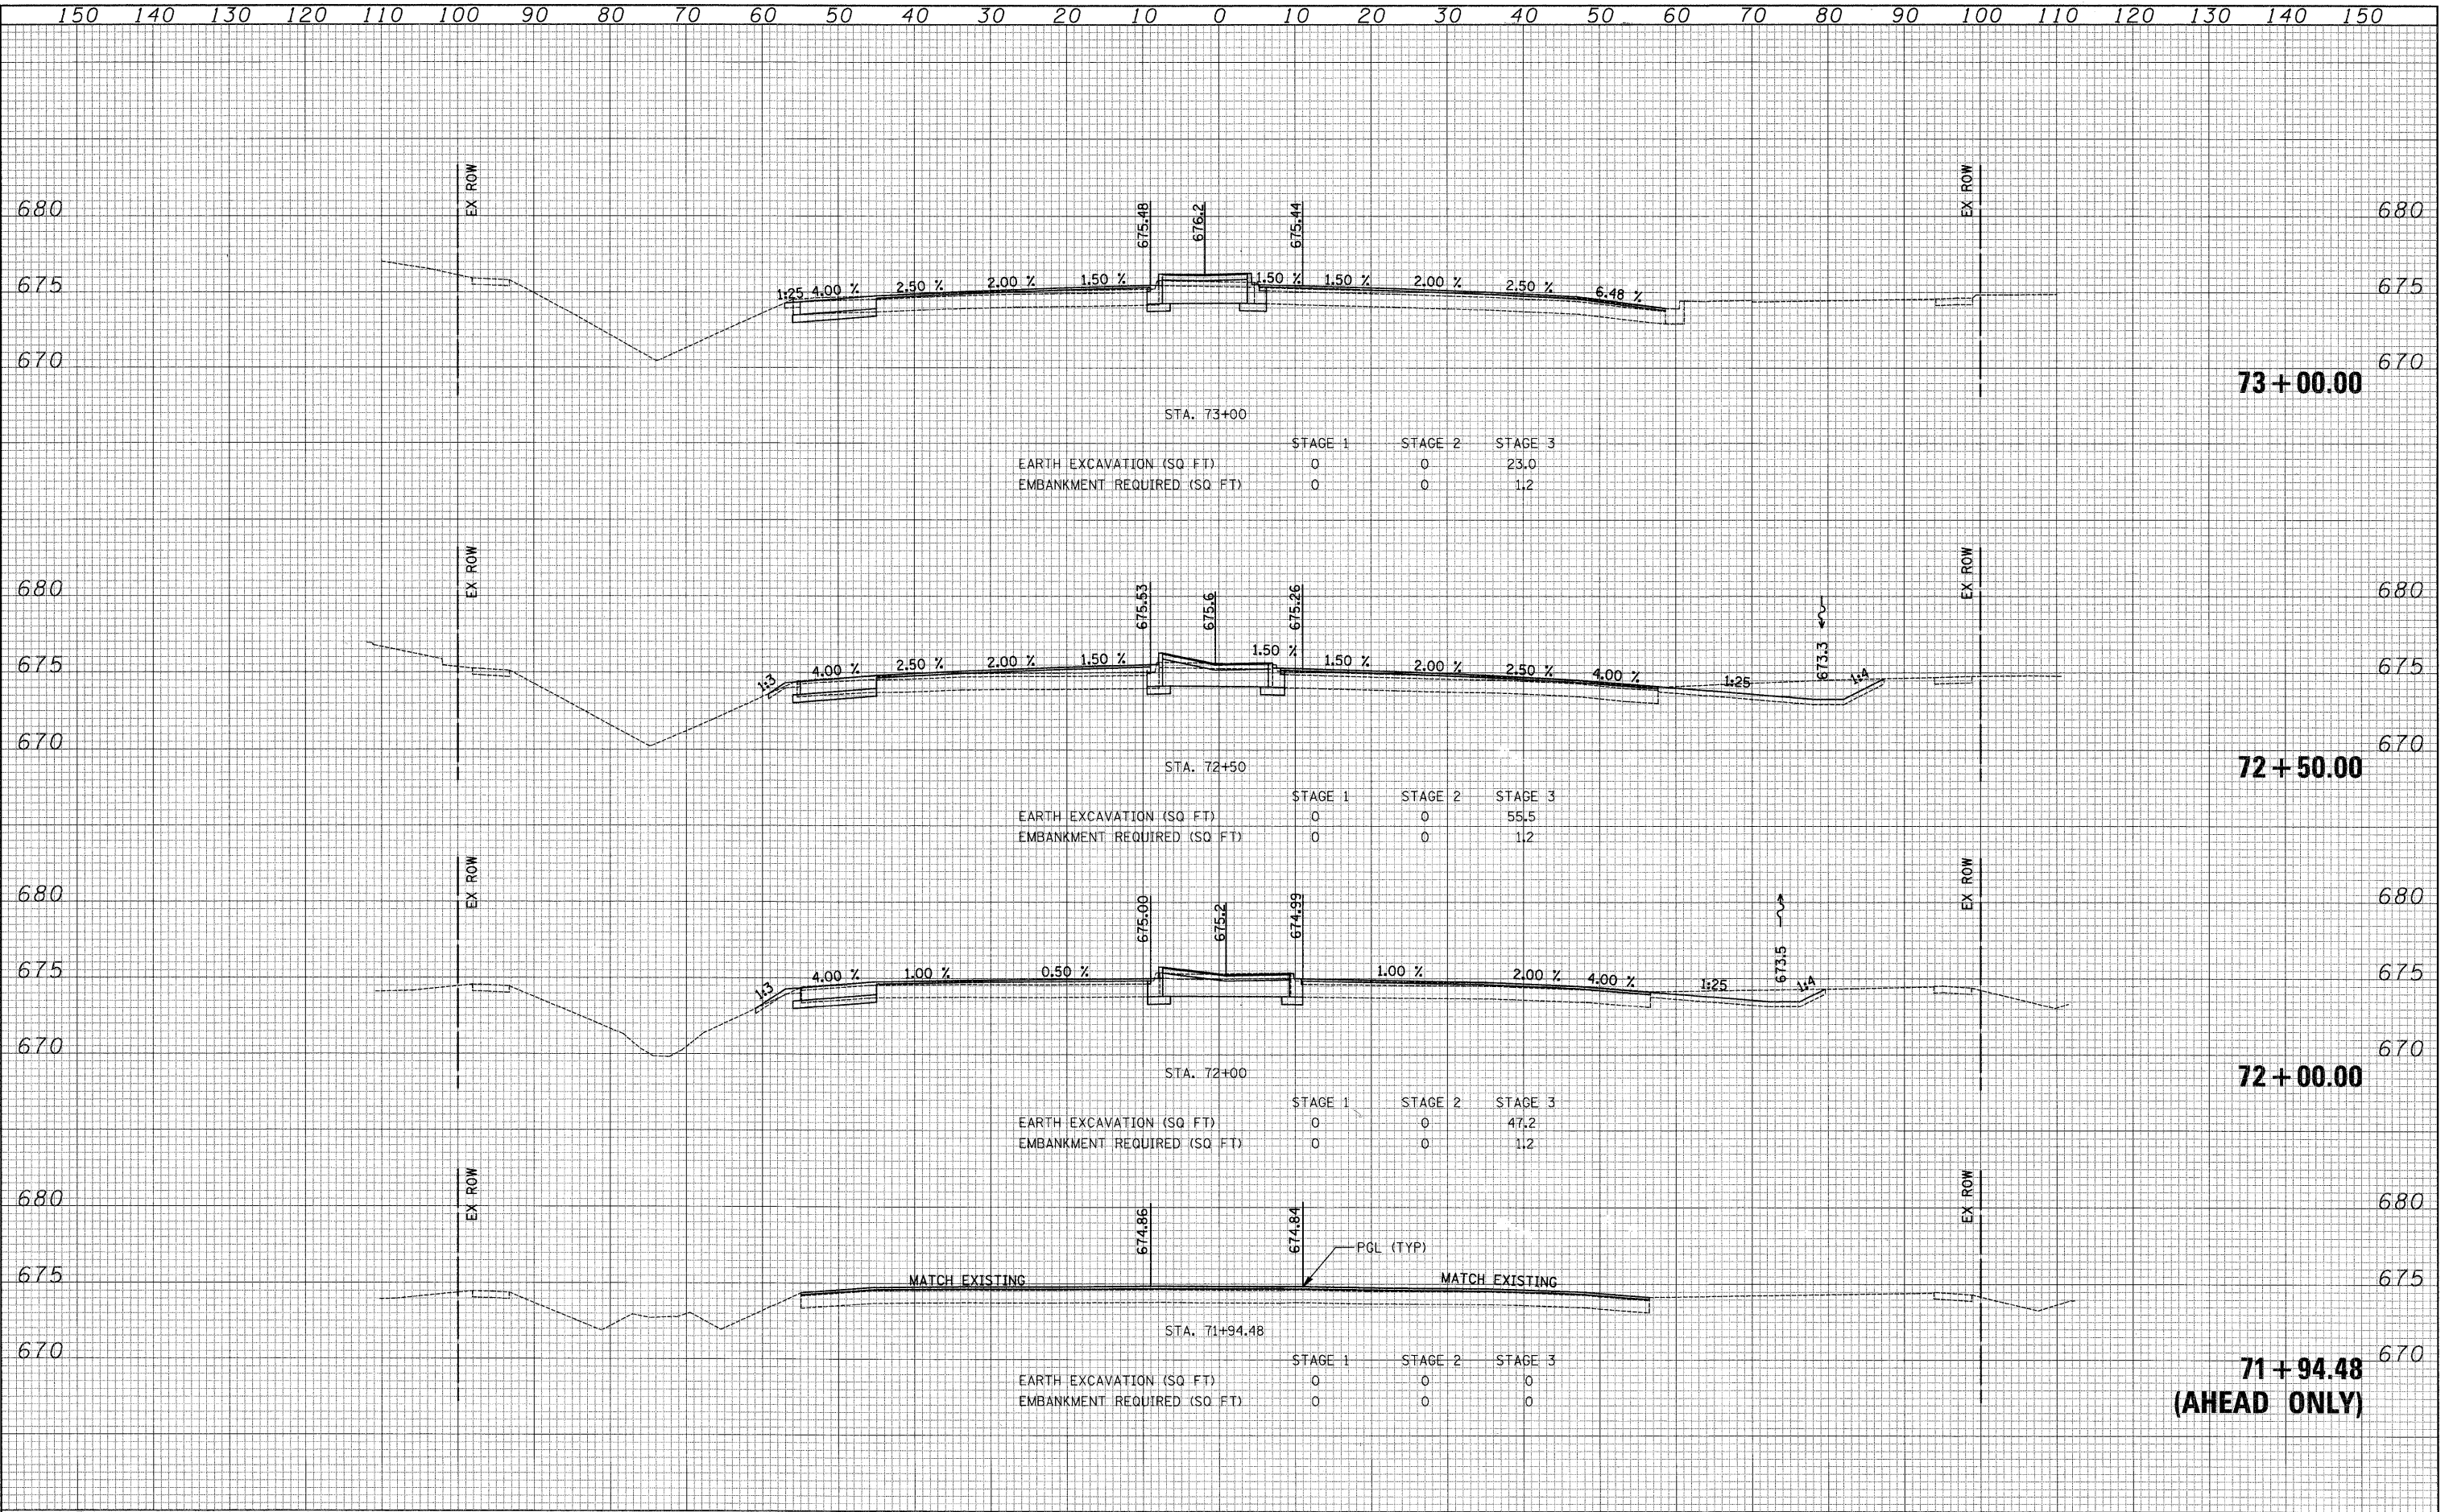 150 140 130 120 110 100 90 80 70 60 50 40 30 20 10 0 10 20 30 40 50 60 70 80 90 100 110 120 130 140 150
EX ROW
EX ROW
680
680
675.48
676.2
675.44
675
675
1:25 4.00 % 2.50 % 2.00 % 1.50 % 1.50 % 1.50 % 2.00 % 2.50 % 6.48 %
670
670
73+00.00
STA. 73+00
STAGE 1 STAGE 2 STAGE 3
EARTH EXCAVATION (SQ FT) 0 0 23.0
EMBANKMENT REQUIRED (SQ FT) 0 0 1.2
EX ROW
EX ROW
680
680
675.53
675.6
675.26
673.3
675
675
1:3 4.00 % 2.50 % 2.00 % 1.50 % 1.50 % 1.50 % 2.00 % 2.50 % 4.00 % 1:25 1:4
670
670
72+50.00
STA. 72+50
STAGE 1 STAGE 2 STAGE 3
EARTH EXCAVATION (SQ FT) 0 0 55.5
EMBANKMENT REQUIRED (SQ FT) 0 0 1.2
EX ROW
EX ROW
680
680
675.00
675.2
674.99
673.5
675
675
1:3 4.00 % 1.00 % 0.50 % 1.00 % 2.00 % 4.00 % 1:25 1:4
670
670
72+00.00
STA. 72+00
STAGE 1 STAGE 2 STAGE 3
EARTH EXCAVATION (SQ FT) 0 0 47.2
EMBANKMENT REQUIRED (SQ FT) 0 0 1.2
EX ROW
EX ROW
680
680
674.86
674.84
PGL (TYP)
675
675
MATCH EXISTING MATCH EXISTING
STA. 71+94.48
670
670
71+94.48
(AHEAD ONLY)
STAGE 1 STAGE 2 STAGE 3
EARTH EXCAVATION (SQ FT) 0 0 0
EMBANKMENT REQUIRED (SQ FT) 0 0 0